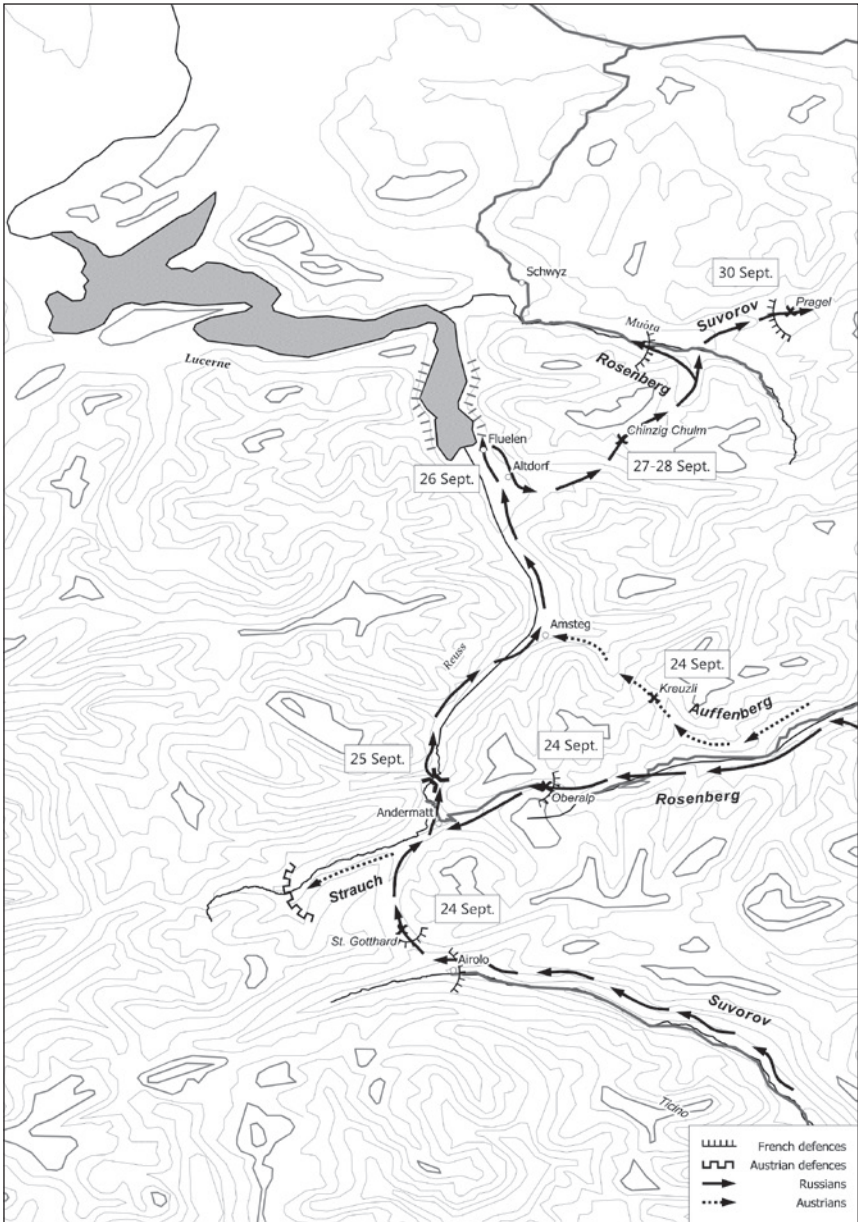 Schwyz
30 Sept.
Pragel
Suvorov
Muota
Lucerne
Rosenberg
Chinzig Chulm
Fluelen
Altdorf
27-28 Sept.
26 Sept.
Amsteg
Reuss
24 Sept.
Kreuzli
Auffenberg
24 Sept.
25 Sept.
Oberalp
Rosenberg
Andermatt
Strauch
24 Sept.
St. Gotthard
Airolo
Suvorov
Ticino
French defences
Austrian defences
Russians
Austrians